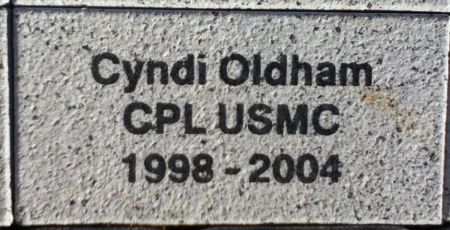 Cyndi Oldham
CPL USMC
1998 - 2004